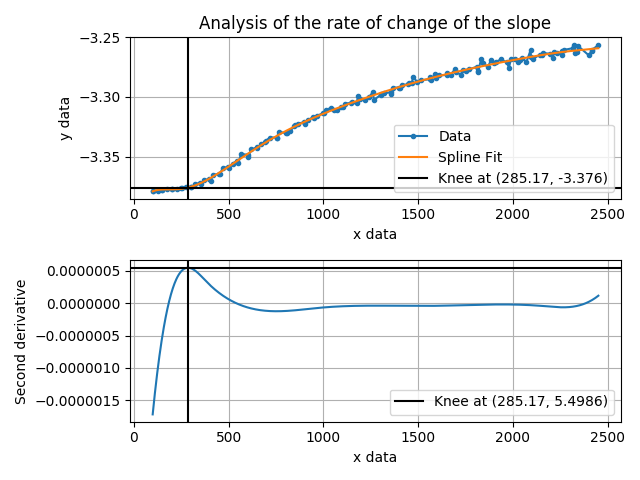 Analysis of the rate of change of the slope
−3.25
−3.30
−3.35
y data
Data
Spline Fit
Knee at (285.17, -3.376)
0 500 1000 1500 2000 2500
x data
0.0000005
0.0000000
−0.0000005
−0.0000010
−0.0000015
Second derivative
Knee at (285.17, 5.4986)
0 500 1000 1500 2000 2500
x data